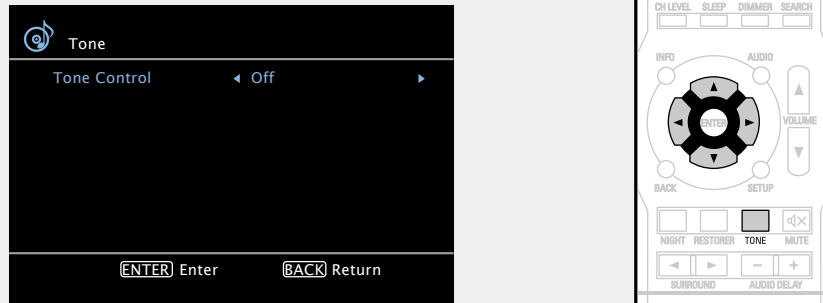 Tone
Tone Control Off
ENTER Enter BACK Return
CH LEVEL SLEEP DIMMER SEARCH
INFO AUDIO
ENTER
VOLUME
BACK SETUP
NIGHT RESTORER TONE MUTE
- +
SURROUND AUDIO DELAY